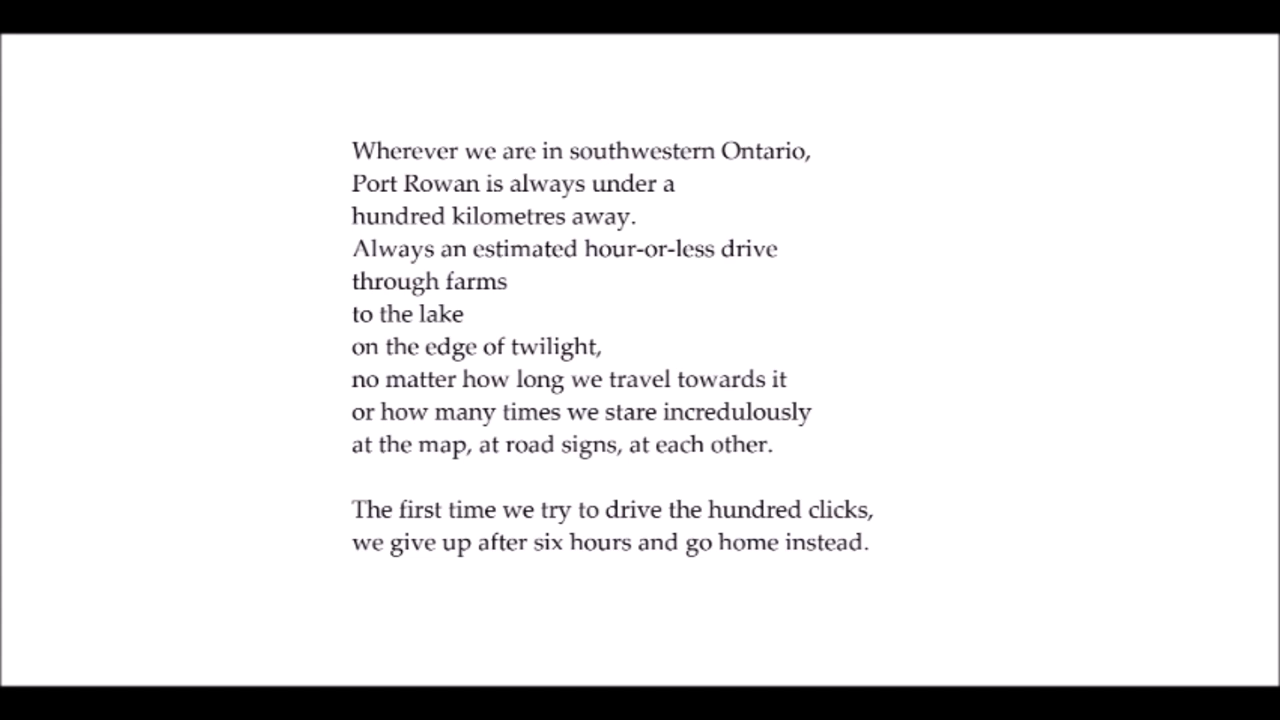 Wherever we are in southwestern Ontario,
Port Rowan is always under a
hundred kilometres away.
Always an estimated hour-or-less drive
through farms
to the lake
on the edge of twilight,
no matter how long we travel towards it
or how many times we stare incredulously
at the map, at road signs, at each other.
The first time we try to drive the hundred clicks,
we give up after six hours and go home instead.